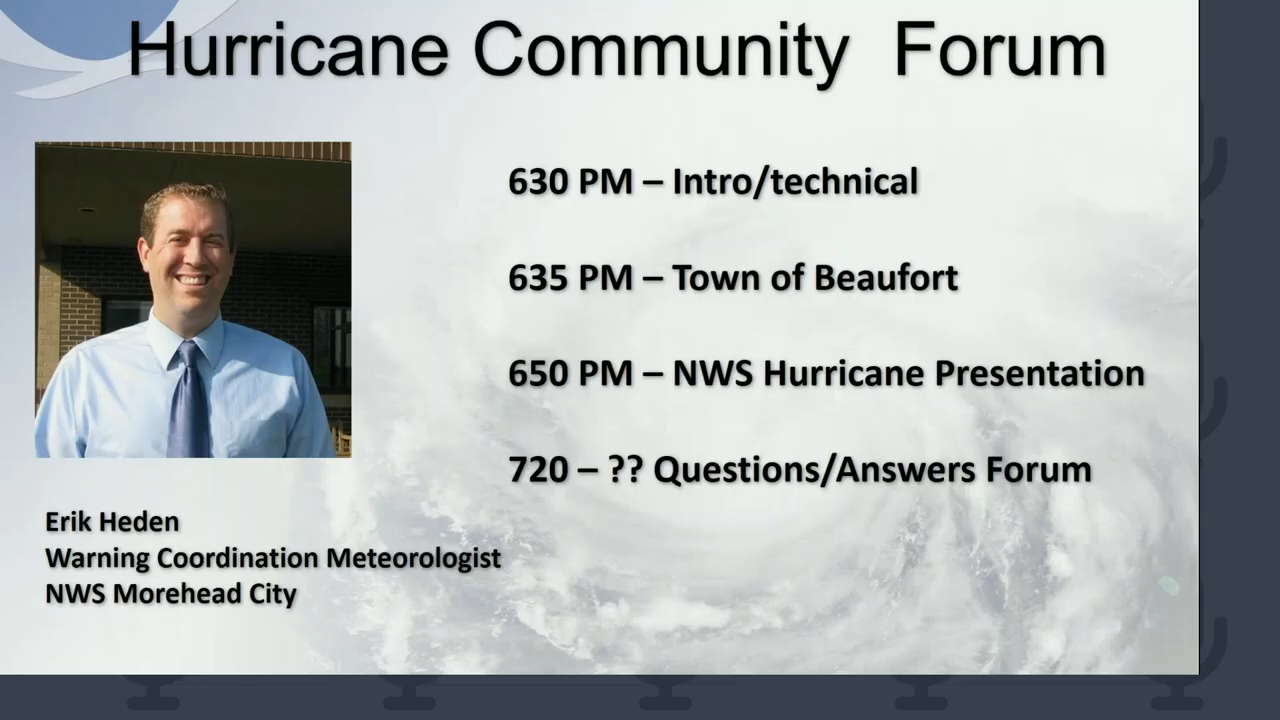 Hurricane Community Forum
630 PM – Intro/technical
635 PM – Town of Beaufort
650 PM – NWS Hurricane Presentation
720 – ?? Questions/Answers Forum
Erik Heden
Warning Coordination Meteorologist
NWS Morehead City